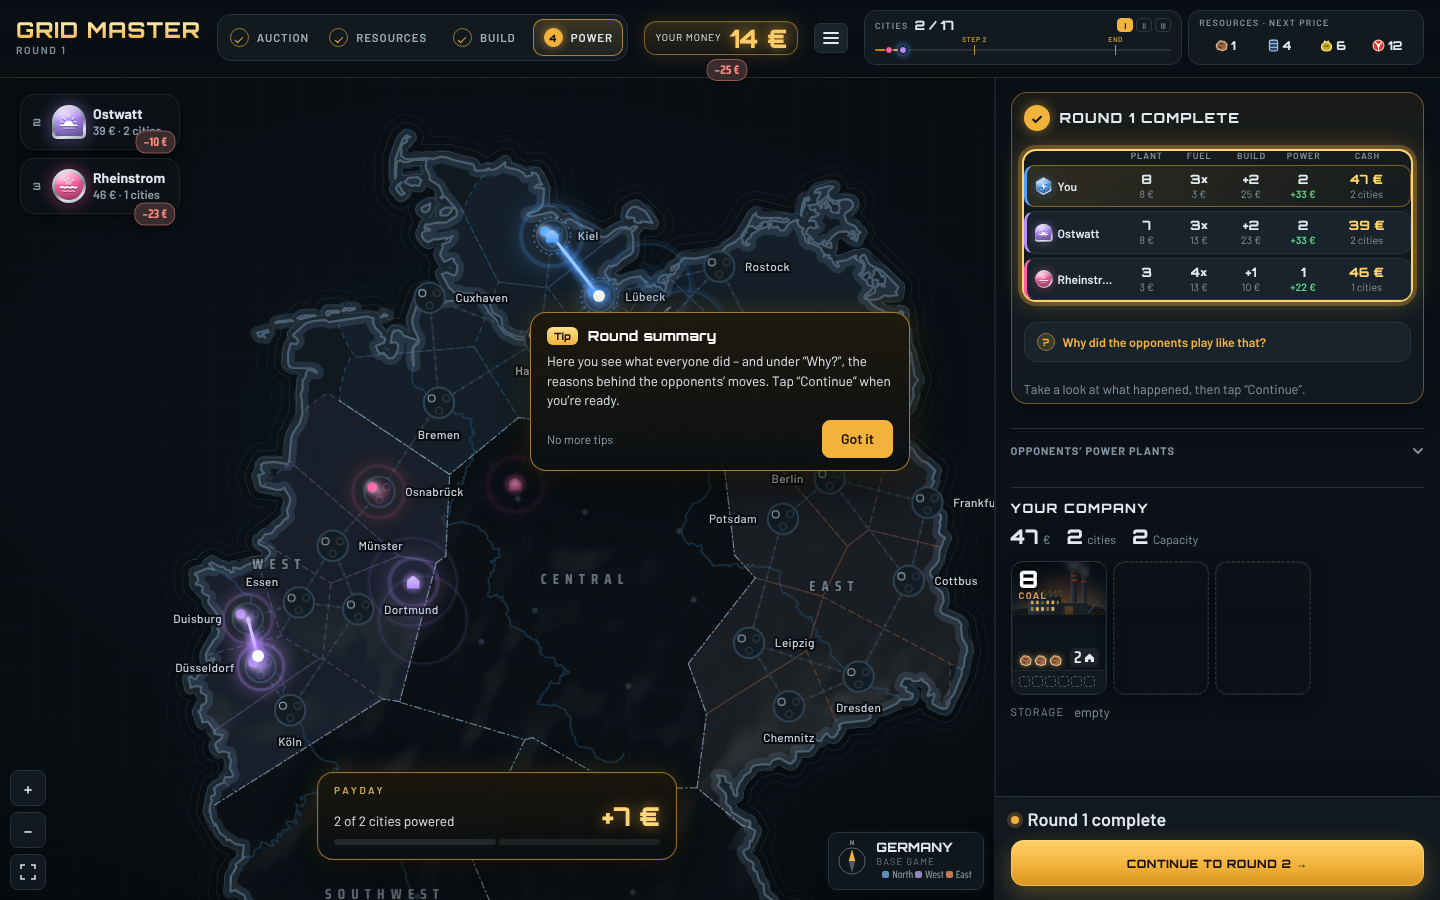 GRID MASTER
ROUND 1
AUCTION
RESOURCES
BUILD
4 POWER
YOUR MONEY 14 €
-25 €
CITIES 2 / 17
I II III
STEP 2
END
RESOURCES · NEXT PRICE
1 4 6 12
2 Ostwatt
39 € · 2 cities
-10 €
3 Rheinstrom
46 € · 1 cities
-23 €
Kiel
Lübeck
Rostock
Cuxhaven
Bremen
Osnabrück
Münster
WEST
Essen
Duisburg
Dortmund
Düsseldorf
Köln
CENTRAL
Berlin
Potsdam
EAST
Cottbus
Leipzig
Dresden
Chemnitz
SOUTHWEST
Tip Round summary
Here you see what everyone did – and under “Why?”, the
reasons behind the opponents’ moves. Tap “Continue” when
you’re ready.
No more tips
Got it
PAYDAY
2 of 2 cities powered
+7 €
+
–
N
GERMANY
BASE GAME
North West East
ROUND 1 COMPLETE
PLANT FUEL BUILD POWER CASH
You 8 3x +2 2 47 €
8 € 3 € 25 € +33 € 2 cities
Ostwatt 7 3x +2 2 39 €
8 € 13 € 23 € +33 € 2 cities
Rheinstr... 3 4x +1 1 46 €
3 € 13 € 10 € +22 € 1 cities
? Why did the opponents play like that?
Take a look at what happened, then tap “Continue”.
OPPONENTS’ POWER PLANTS
YOUR COMPANY
47 € 2 cities 2 Capacity
8
COAL
2
STORAGE empty
Round 1 complete
CONTINUE TO ROUND 2 →